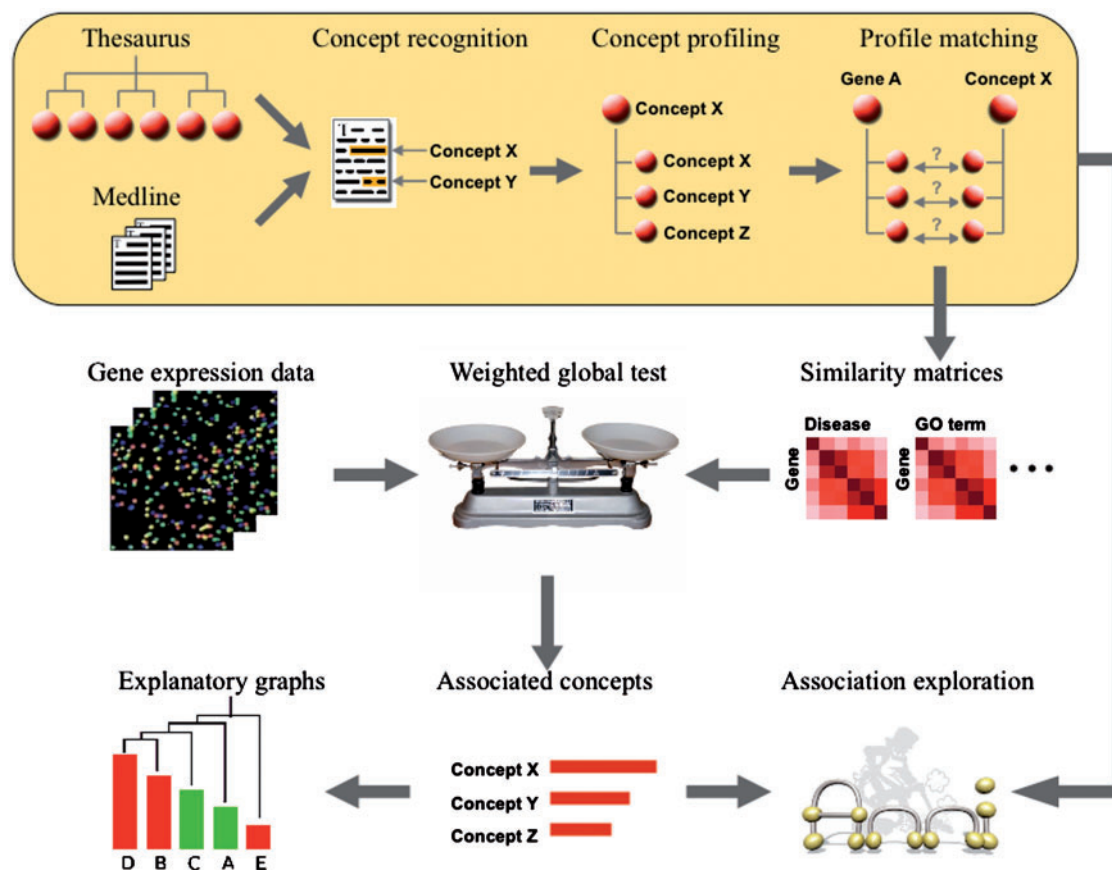 Thesaurus
Concept recognition
Concept profiling
Profile matching
Gene A
Concept X
Concept X
T
Concept X
Concept Y
Concept X
Concept Y
Concept Z
?
?
?
Medline
T
Gene expression data
Weighted global test
Similarity matrices
Disease
GO term
Gene
Gene
Explanatory graphs
Associated concepts
Association exploration
Concept X
Concept Y
Concept Z
D B C A E